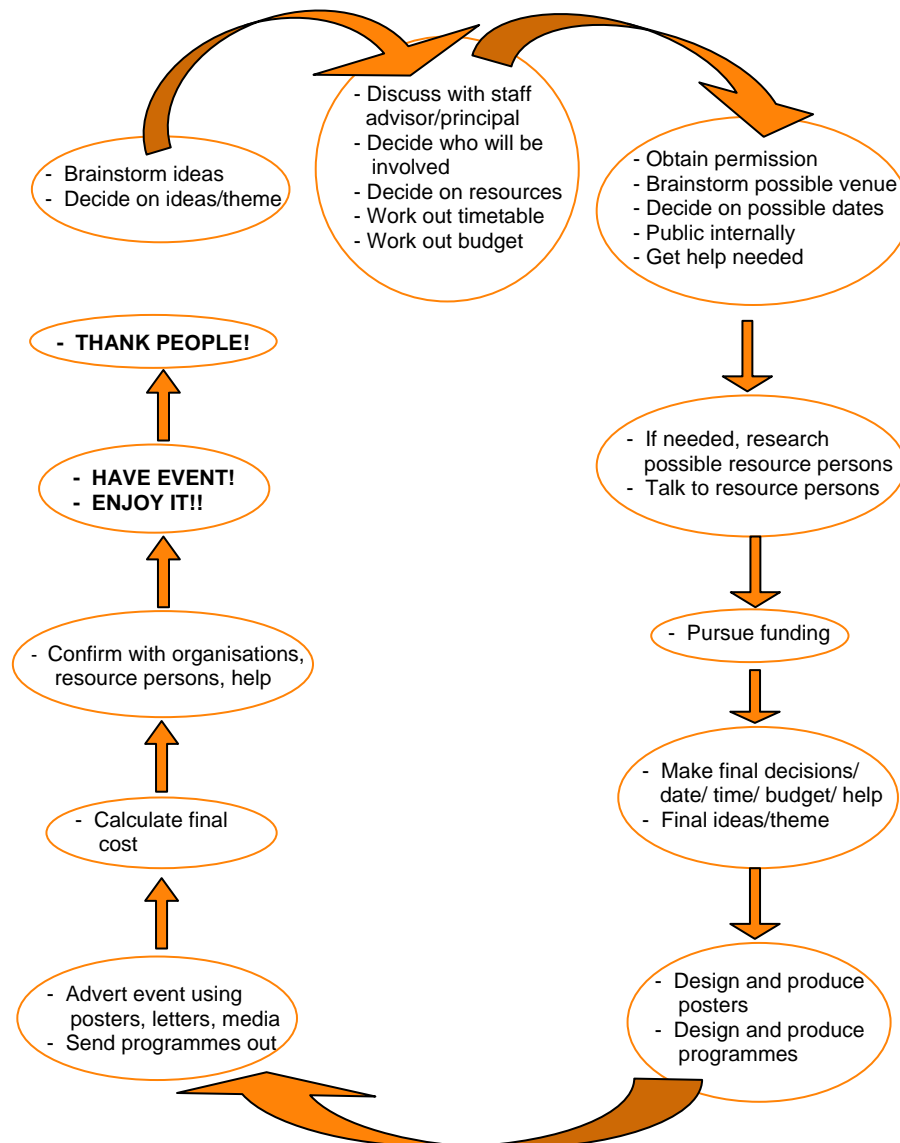 - Brainstorm ideas
- Decide on ideas/theme
- Discuss with staff
advisor/principal
- Decide who will be
involved
- Decide on resources
- Work out timetable
- Work out budget
- Obtain permission
- Brainstorm possible venue
- Decide on possible dates
- Public internally
- Get help needed
- If needed, research
possible resource persons
- Talk to resource persons
- Pursue funding
- Make final decisions/
date/ time/ budget/ help
- Final ideas/theme
- Design and produce
posters
- Design and produce
programmes
- Advert event using
posters, letters, media
- Send programmes out
- Calculate final
cost
- Confirm with organisations,
resource persons, help
- HAVE EVENT!
- ENJOY IT!!
- THANK PEOPLE!